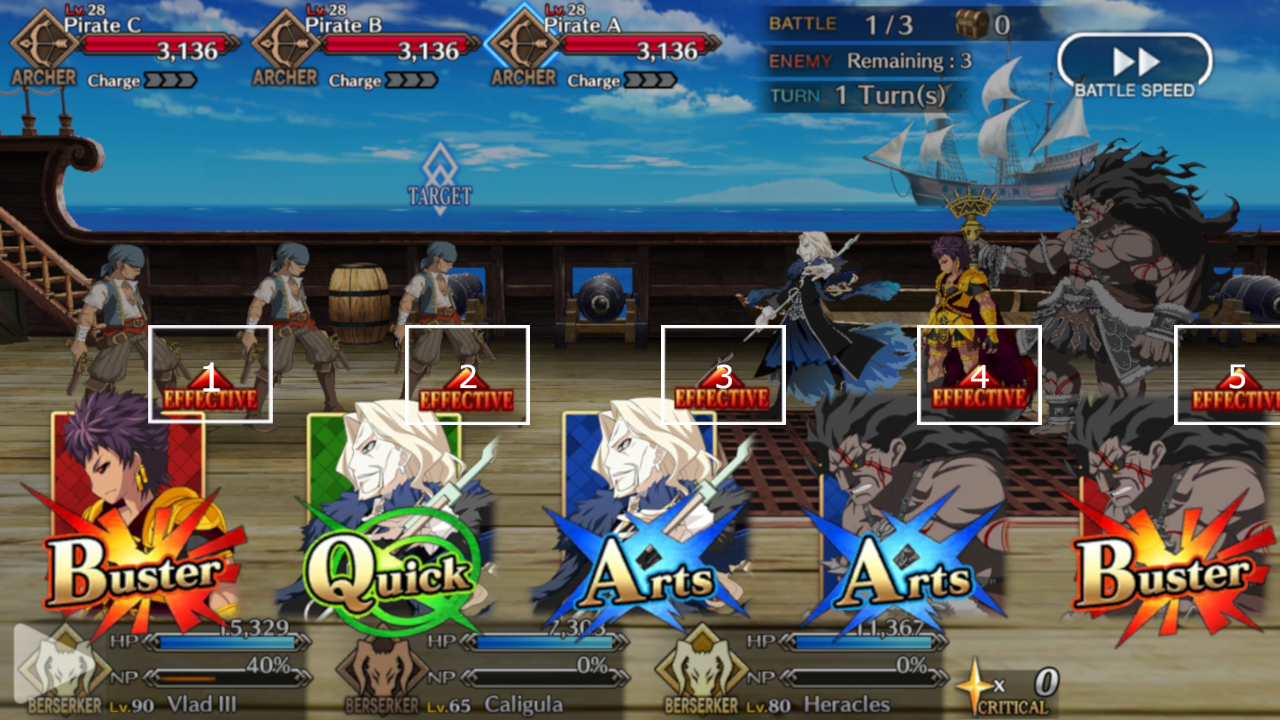 Lv.28
Pirate C
3,136
ARCHER
Charge
Lv.28
Pirate B
3,136
ARCHER
Charge
Lv.28
Pirate A
3,136
ARCHER
Charge
BATTLE 1/3
0
ENEMY Remaining : 3
TURN 1 Turn(s)
BATTLE SPEED
TARGET
1
EFFECTIVE
2
EFFECTIVE
3
EFFECTIVE
4
EFFECTIVE
5
EFFECTIVE
Buster
Quick
Arts
Arts
Buster
HP 15,329
NP 40%
BERSERKER Lv.90 Vlad III
HP
NP 0%
BERSERKER Lv.65 Caligula
HP 11,367
NP 0%
BERSERKER Lv.80 Heracles
x 0
CRITICAL